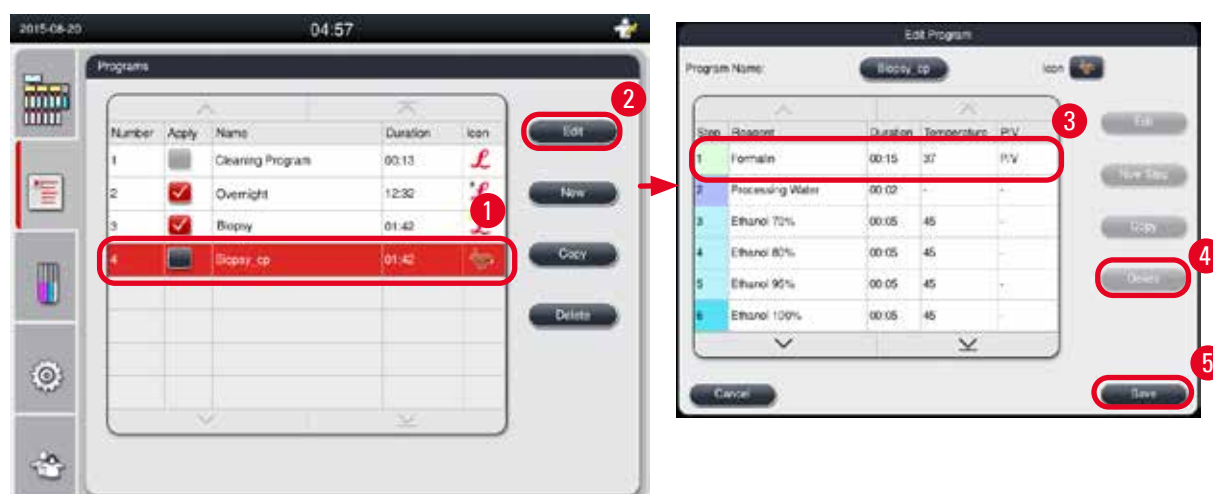 2015-08-20 04:57
Programs
Number Apply Name Duration Icon
1 Cleaning Program 00:13 L
2 Overnight 12:32 *L
3 Biopsy 01:42 L
4 Biopsy_cp 01:42
Edit
New
Copy
Delete
1
2
Edit Program
Program Name: Biopsy_cp Icon
Step Reagent Duration Temperature P/V
1 Formalin 00:15 37 P/V
2 Processing Water 00:02 - -
3 Ethanol 70% 00:05 45 -
4 Ethanol 80% 00:05 45 -
5 Ethanol 95% 00:05 45 -
6 Ethanol 100% 00:05 45 -
Edit
New Step
Copy
Delete
Cancel
Save
3
4
5